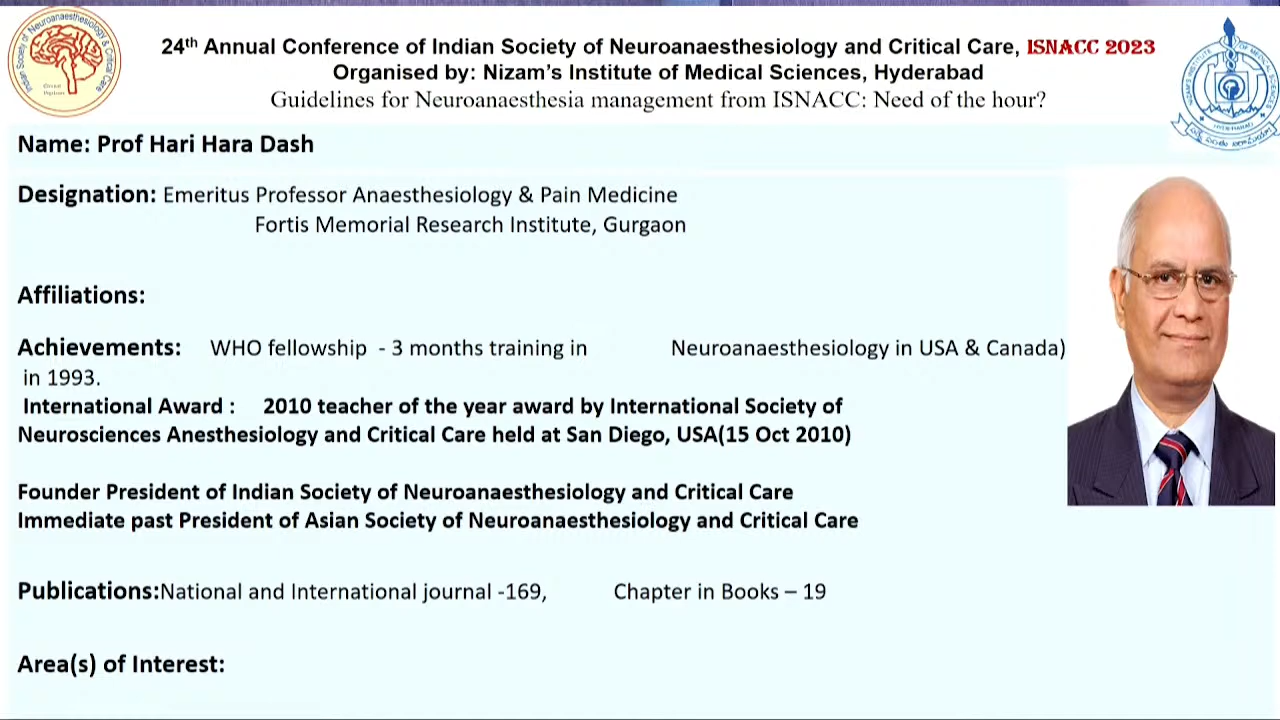 24th Annual Conference of Indian Society of Neuroanaesthesiology and Critical Care, ISNACC 2023
Organised by: Nizam's Institute of Medical Sciences, Hyderabad
Guidelines for Neuroanaesthesia management from ISNACC: Need of the hour?
Indian Society of Neuroanaesthesiology & Critical Care
Name: Prof Hari Hara Dash
Designation: Emeritus Professor Anaesthesiology & Pain Medicine
Fortis Memorial Research Institute, Gurgaon
Affiliations:
Achievements: WHO fellowship - 3 months training in Neuroanaesthesiology in USA & Canada)
in 1993.
International Award : 2010 teacher of the year award by International Society of
Neurosciences Anesthesiology and Critical Care held at San Diego, USA(15 Oct 2010)
Founder President of Indian Society of Neuroanaesthesiology and Critical Care
Immediate past President of Asian Society of Neuroanaesthesiology and Critical Care
Publications:National and International journal -169, Chapter in Books – 19
Area(s) of Interest: